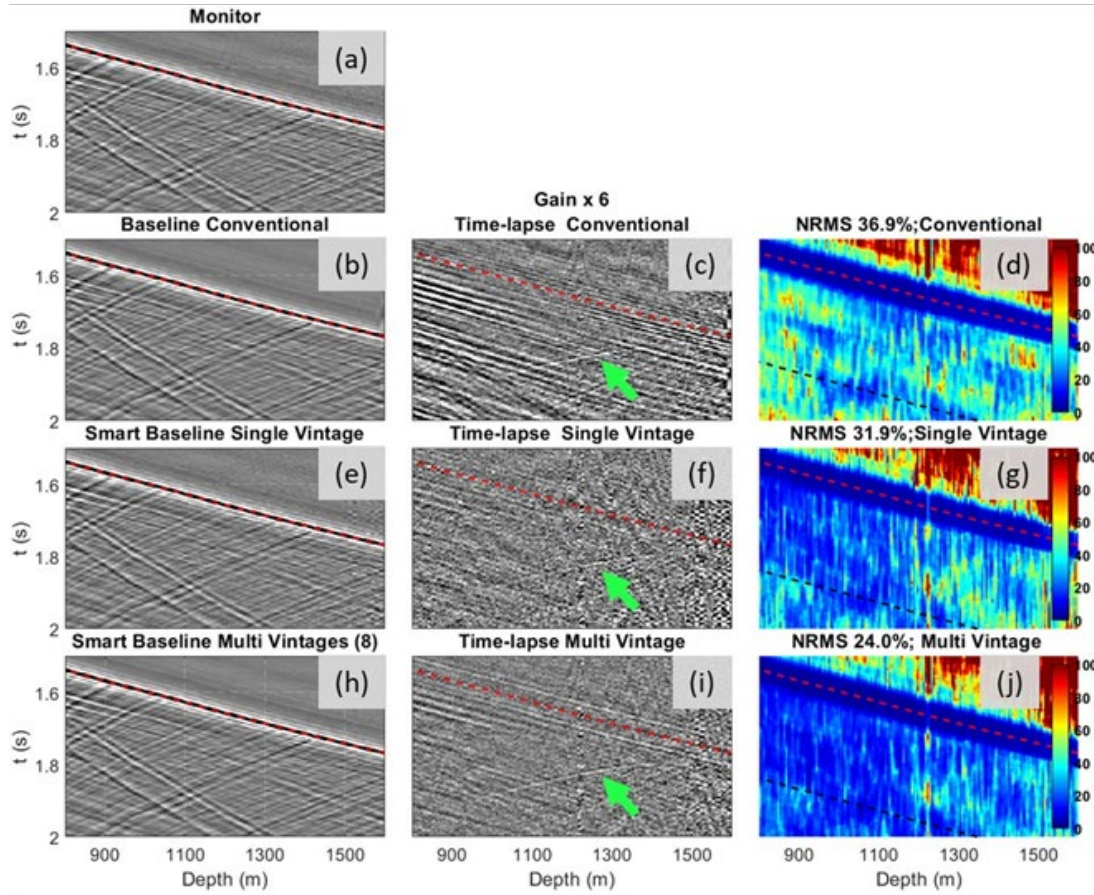 Monitor
(a)
1.6
1.8
2
t (s)
Gain x 6
Baseline Conventional
Time-lapse Conventional
NRMS 36.9%;Conventional
(b)
(c)
(d)
1.6
1.8
2
t (s)
100
80
60
40
20
0
Smart Baseline Single Vintage
Time-lapse Single Vintage
NRMS 31.9%;Single Vintage
(e)
(f)
(g)
1.6
1.8
2
t (s)
100
80
60
40
20
0
Smart Baseline Multi Vintages (8)
Time-lapse Multi Vintage
NRMS 24.0%; Multi Vintage
(h)
(i)
(j)
1.6
1.8
2
t (s)
100
80
60
40
20
0
900 1100 1300 1500
900 1100 1300 1500
900 1100 1300 1500
Depth (m)
Depth (m)
Depth (m)